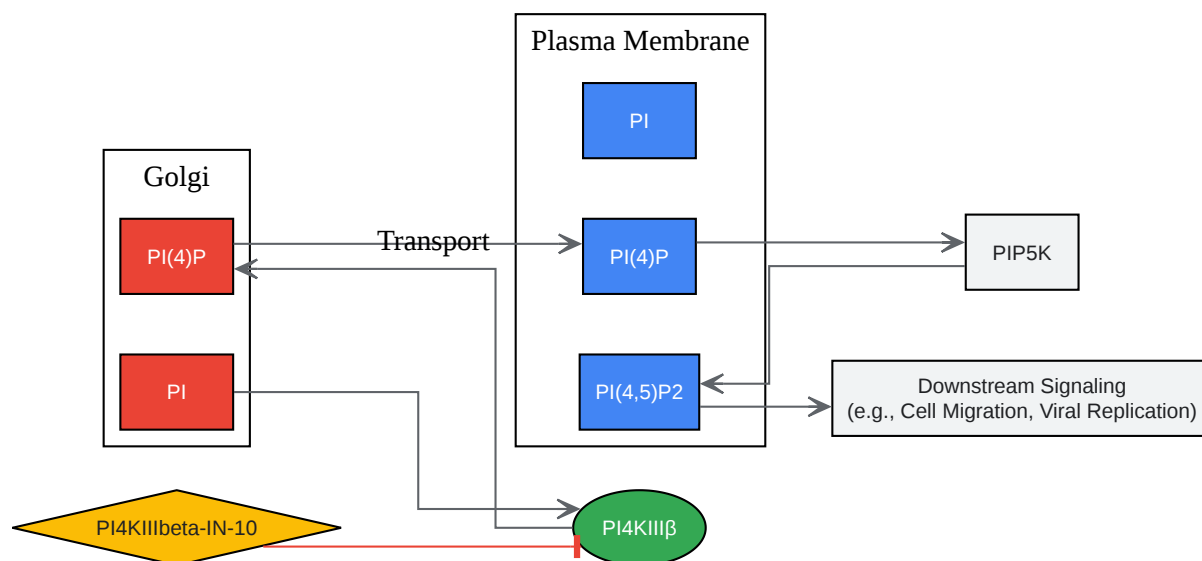 Plasma Membrane
PI
Golgi
PI(4)P
Transport
PI(4)P
PIP5K
PI
PI(4,5)P2
Downstream Signaling
(e.g., Cell Migration, Viral Replication)
PI4KIIIbeta-IN-10
PI4KIIIβ